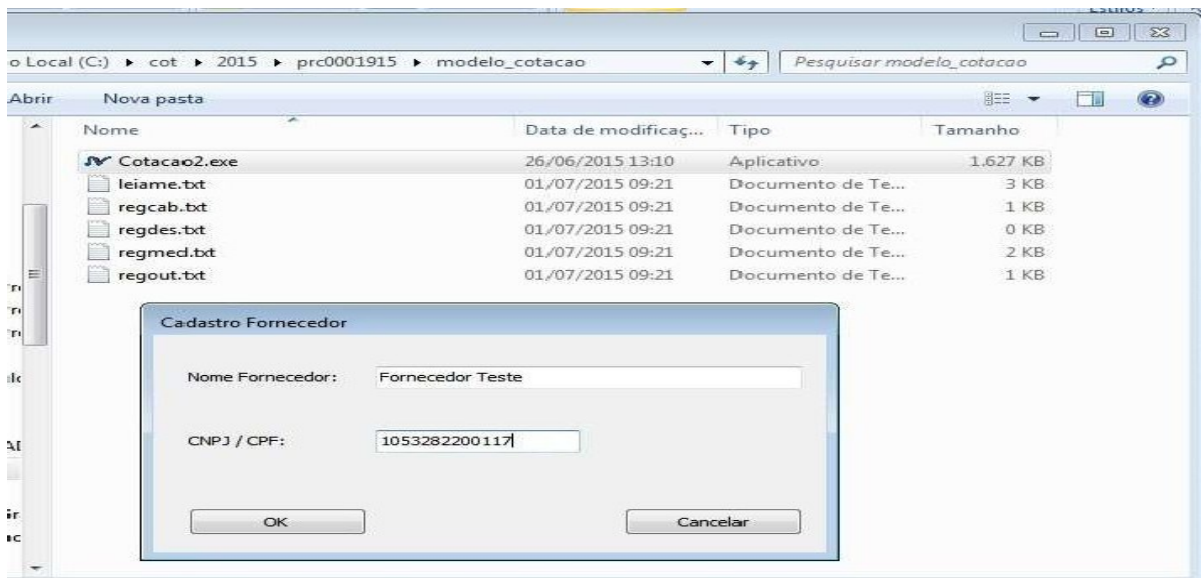 Estilos
o Local (C:) ▸ cot ▸ 2015 ▸ prc0001915 ▸ modelo_cotacao
Pesquisar modelo_cotacao
Abrir Nova pasta
Nome Data de modificaç... Tipo Tamanho
Cotacao2.exe 26/06/2015 13:10 Aplicativo 1.627 KB
leiame.txt 01/07/2015 09:21 Documento de Te... 3 KB
regcab.txt 01/07/2015 09:21 Documento de Te... 1 KB
regdes.txt 01/07/2015 09:21 Documento de Te... 0 KB
regmed.txt 01/07/2015 09:21 Documento de Te... 2 KB
regout.txt 01/07/2015 09:21 Documento de Te... 1 KB
Cadastro Fornecedor
Nome Fornecedor: Fornecedor Teste
CNPJ / CPF: 1053282200117
OK Cancelar